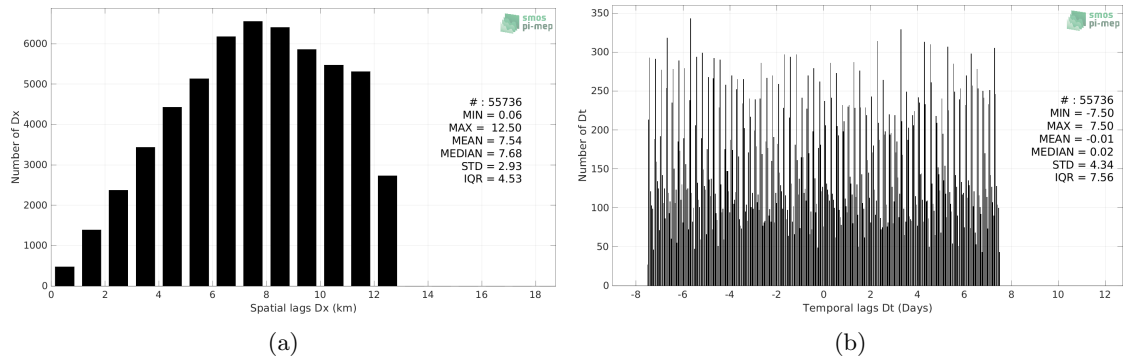 smos
pi-mep
6000
5000
4000
3000
2000
1000
0
Number of Dx
# : 55736
MIN = 0.06
MAX = 12.50
MEAN = 7.54
MEDIAN = 7.68
STD = 2.93
IQR = 4.53
0 2 4 6 8 10 12 14 16 18
Spatial lags Dx (km)
(a)
smos
pi-mep
350
300
250
200
150
100
50
0
Number of Dt
# : 55736
MIN = -7.50
MAX = 7.50
MEAN = -0.01
MEDIAN = 0.02
STD = 4.34
IQR = 7.56
-8 -6 -4 -2 0 2 4 6 8 10 12
Temporal lags Dt (Days)
(b)